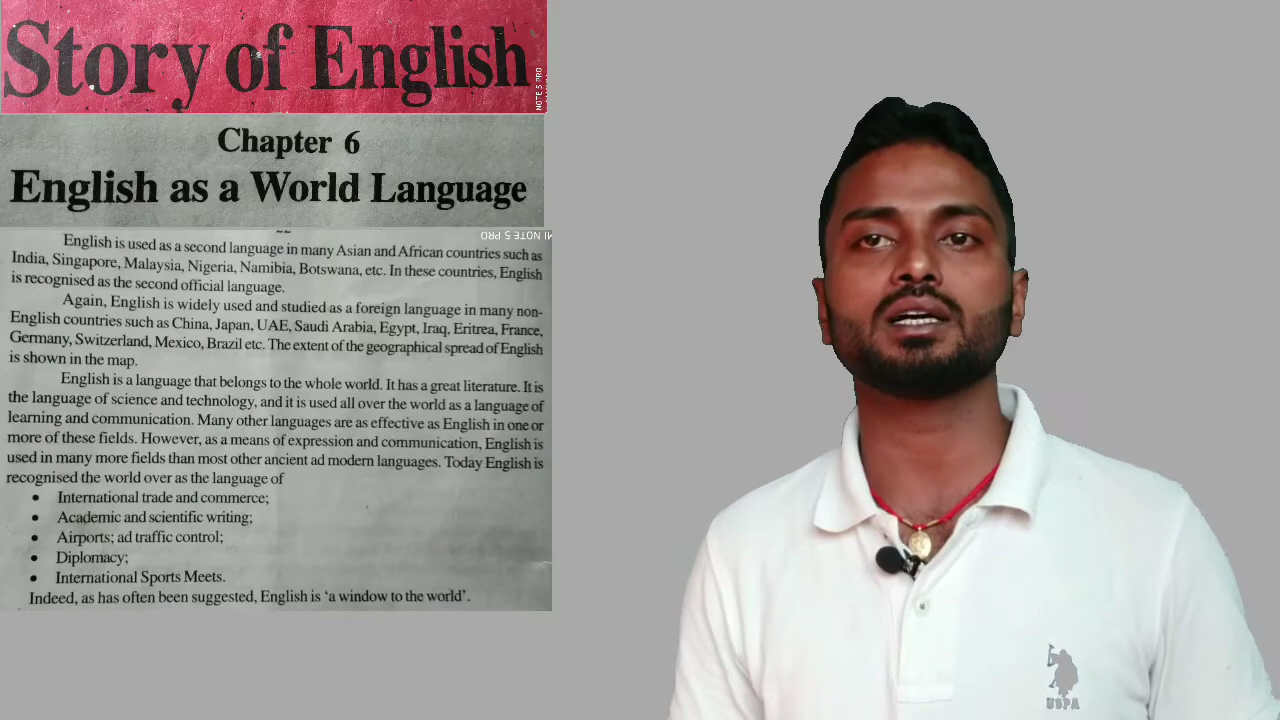 Story of English
NOTE 5 PRO
Chapter 6
English as a World Language
MI NOTE 5 PRO
English is used as a second language in many Asian and African countries such as
India, Singapore, Malaysia, Nigeria, Namibia, Botswana, etc. In these countries, English
is recognised as the second official language.
Again, English is widely used and studied as a foreign language in many non-
English countries such as China, Japan, UAE, Saudi Arabia, Egypt, Iraq, Eritrea, France,
Germany, Switzerland, Mexico, Brazil etc. The extent of the geographical spread of English
is shown in the map.
English is a language that belongs to the whole world. It has a great literature. It is
the language of science and technology, and it is used all over the world as a language of
learning and communication. Many other languages are as effective as English in one or
more of these fields. However, as a means of expression and communication, English is
used in many more fields than most other ancient ad modern languages. Today English is
recognised the world over as the language of
• International trade and commerce;
• Academic and scientific writing;
• Airports; ad traffic control;
• Diplomacy;
• International Sports Meets.
Indeed, as has often been suggested, English is ‘a window to the world’.
USPA